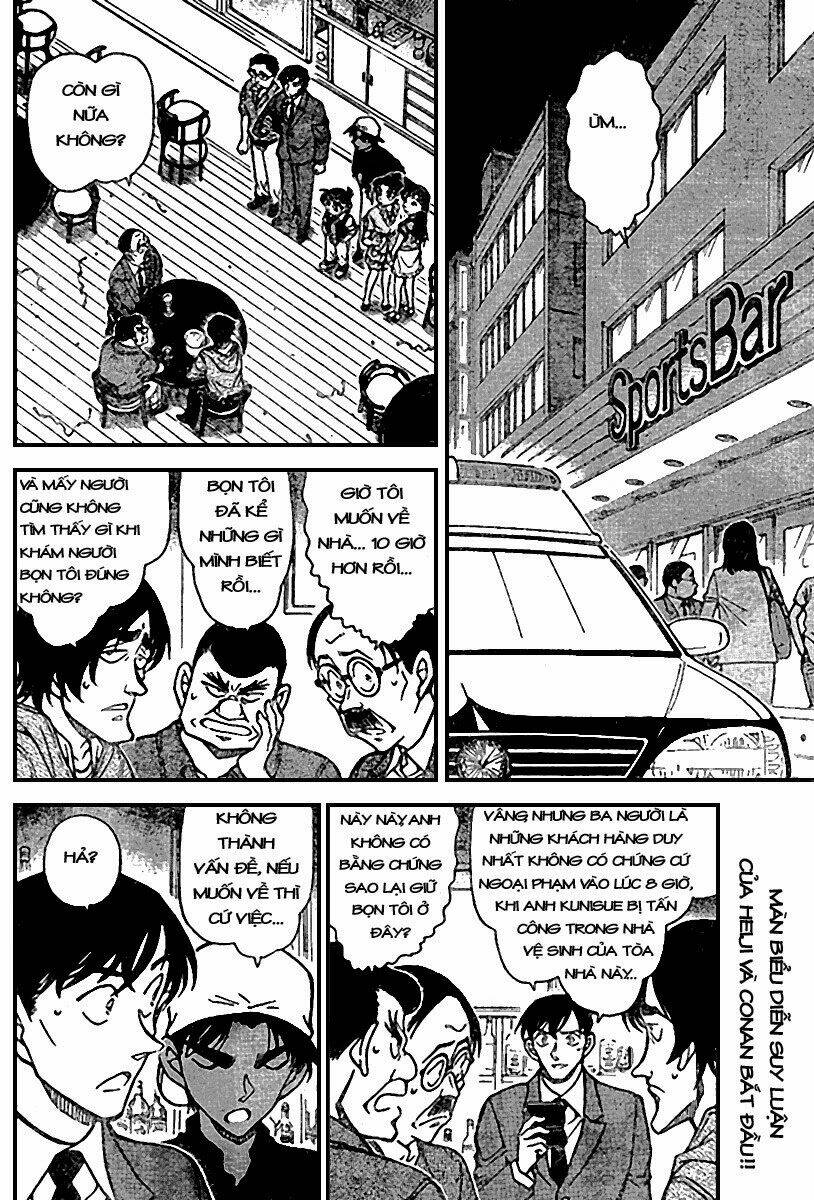 ỪM...
SportsBar
CÒN GÌ
NỮA
KHÔNG?
GIỜ TÔI
MUỐN VỀ
NHÀ... 10 GIỜ
HƠN RỒI...
BỌN TÔI
ĐÃ KỂ
NHỮNG GÌ
MÌNH BIẾT
RỒI...
VÀ MẤY NGƯỜI
CŨNG KHÔNG
TÌM THẤY GÌ KHI
KHÁM NGƯỜI
BỌN TÔI ĐÚNG
KHÔNG?
MÀN BIỂU DIỄN SUY LUẬN
CỦA HEIJI VÀ CONAN BẮT ĐẦU!!
VÂNG, NHƯNG BA NGƯỜI LÀ
NHỮNG KHÁCH HÀNG DUY
NHẤT KHÔNG CÓ CHỨNG CỨ
NGOẠI PHẠM VÀO LÚC 8 GIỜ,
KHI ANH KUNISUE BỊ TẤN
CÔNG TRONG NHÀ
VỆ SINH CỦA TÒA
NHÀ NÀY...
NÀY NÀY, ANH
KHÔNG CÓ
BẰNG CHỨNG
SAO LẠI GIỮ
BỌN TÔI Ở
ĐÂY?
KHÔNG
THÀNH
VẤN ĐỀ, NẾU
MUỐN VỀ THÌ
CỨ VIỆC...
HẢ?